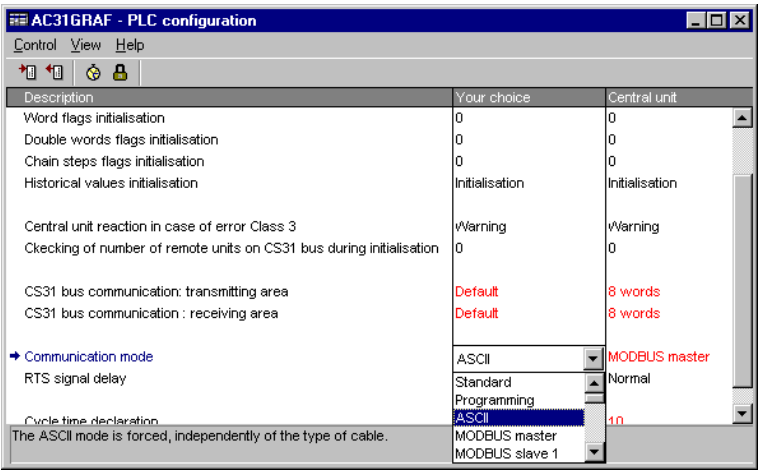 AC31GRAF - PLC configuration
Control View Help
Description Your choice Central unit
Word flags initialisation 0 0
Double words flags initialisation 0 0
Chain steps flags initialisation 0 0
Historical values initialisation Initialisation Initialisation
Central unit reaction in case of error Class 3 Warning Warning
Ckecking of number of remote units on CS31 bus during initialisation 0 0
CS31 bus communication: transmitting area Default 8 words
CS31 bus communication : receiving area Default 8 words
Communication mode ASCII MODBUS master
RTS signal delay Normal
Standard
Programming
Cycle time declaration ASCII 10
The ASCII mode is forced, independently of the type of cable. MODBUS master
MODBUS slave 1